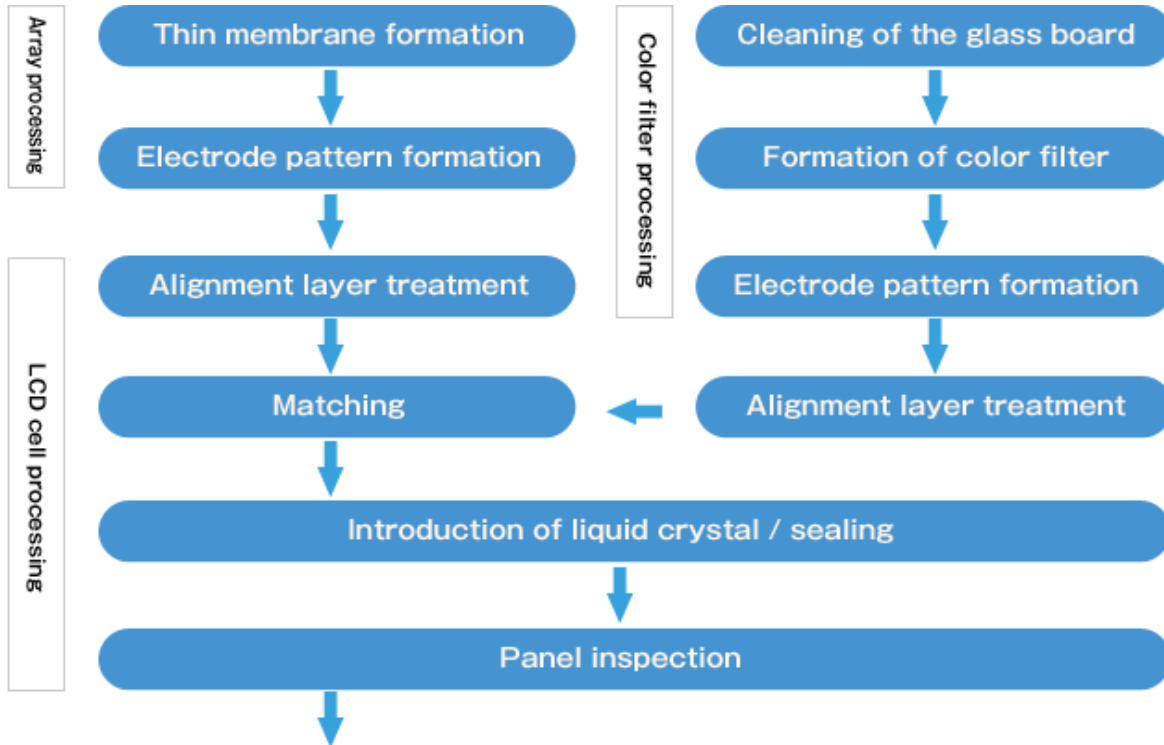 Array processing
Thin membrane formation
Electrode pattern formation
Color filter processing
Cleaning of the glass board
Formation of color filter
Electrode pattern formation
LCD cell processing
Alignment layer treatment
Matching
Alignment layer treatment
Introduction of liquid crystal / sealing
Panel inspection